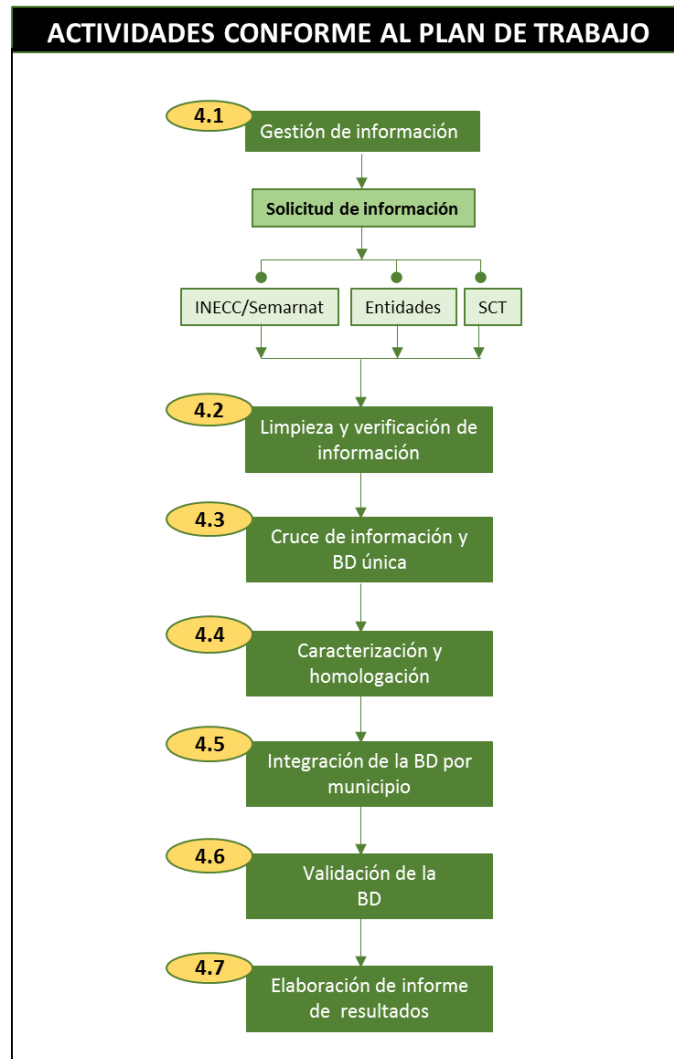 ACTIVIDADES CONFORME AL PLAN DE TRABAJO
4.1
Gestión de información
Solicitud de información
INECC/Semarnat
Entidades
SCT
4.2
Limpieza y verificación de
información
4.3
Cruce de información y
BD única
4.4
Caracterización y
homologación
4.5
Integración de la BD por
municipio
4.6
Validación de la
BD
4.7
Elaboración de informe
de resultados